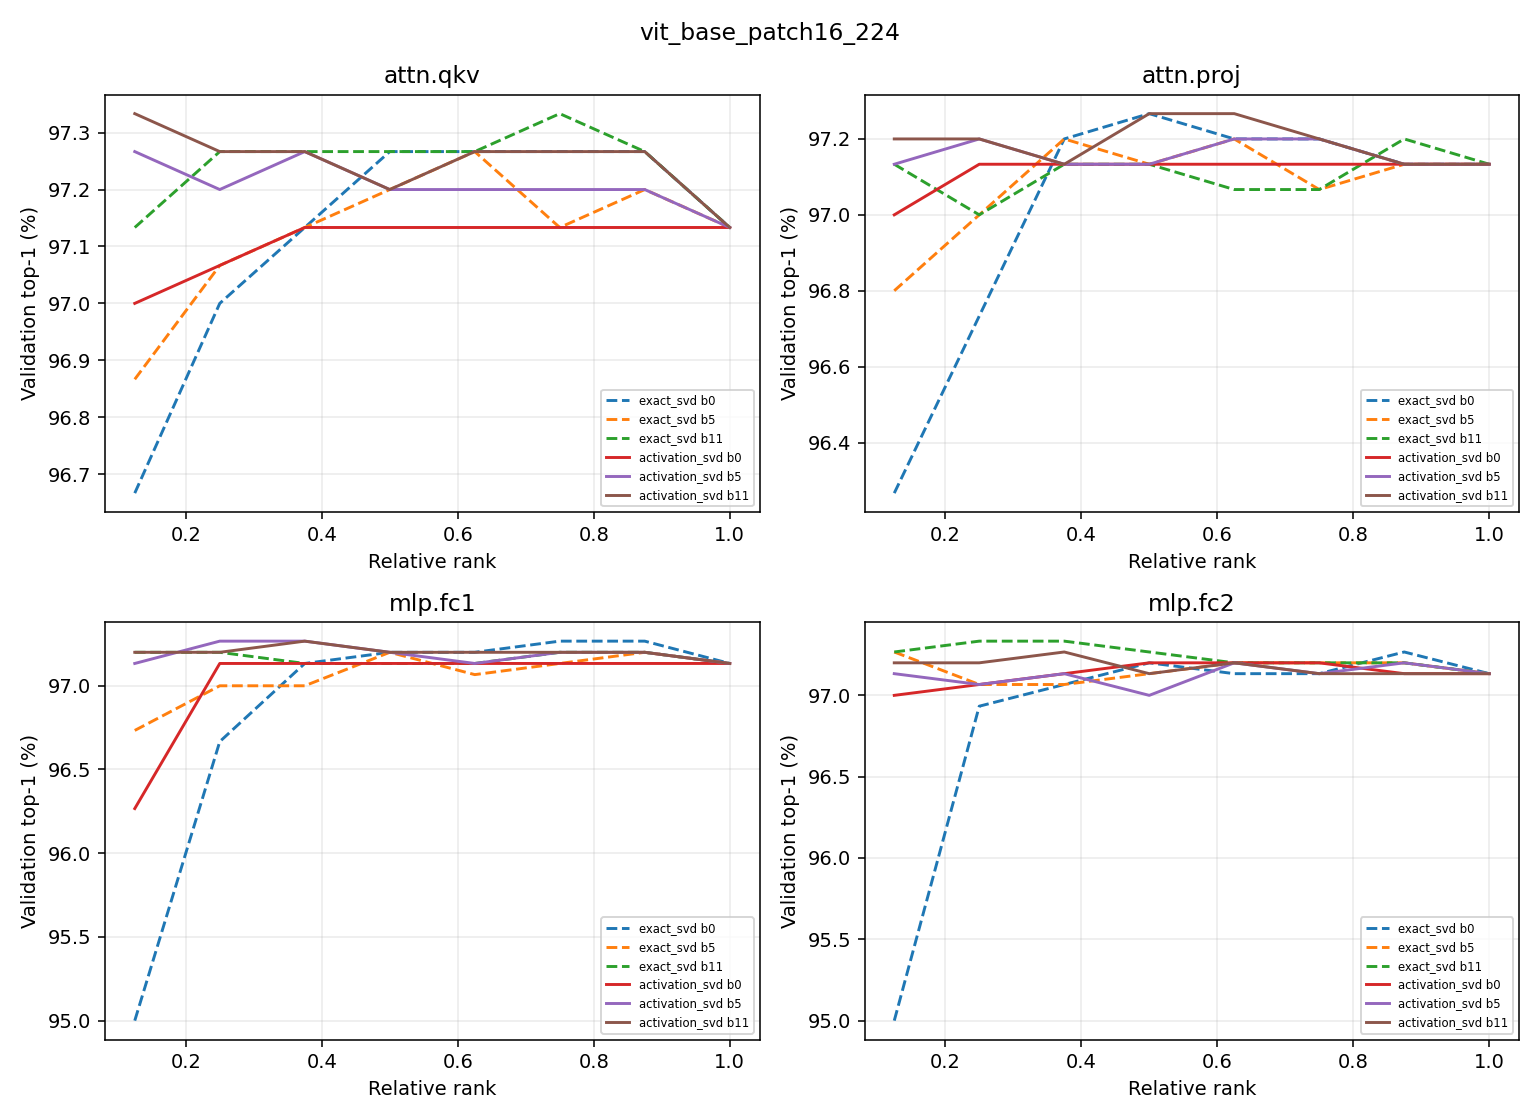 vit_base_patch16_224
attn.qkv
Validation top-1 (%)
97.3
97.2
97.1
97.0
96.9
96.8
96.7
exact_svd b0
exact_svd b5
exact_svd b11
activation_svd b0
activation_svd b5
activation_svd b11
0.2 0.4 0.6 0.8 1.0
Relative rank
attn.proj
Validation top-1 (%)
97.2
97.0
96.8
96.6
96.4
exact_svd b0
exact_svd b5
exact_svd b11
activation_svd b0
activation_svd b5
activation_svd b11
0.2 0.4 0.6 0.8 1.0
Relative rank
mlp.fc1
Validation top-1 (%)
97.0
96.5
96.0
95.5
95.0
exact_svd b0
exact_svd b5
exact_svd b11
activation_svd b0
activation_svd b5
activation_svd b11
0.2 0.4 0.6 0.8 1.0
Relative rank
mlp.fc2
Validation top-1 (%)
97.0
96.5
96.0
95.5
95.0
exact_svd b0
exact_svd b5
exact_svd b11
activation_svd b0
activation_svd b5
activation_svd b11
0.2 0.4 0.6 0.8 1.0
Relative rank